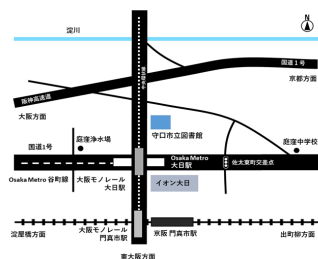 淀川
N
国道1号
京都方面
阪神高速道
大阪方面
守口市立図書館
庭窪浄水場
庭窪中学校
国道1号
Osaka Metro
大日駅
佐太東町交差点
Osaka Metro 谷町線
大阪モノレール
大日駅
イオン大日
大阪モノレール
門真市駅
京阪 門真市駅
淀屋橋方面
出町柳方面
東大阪方面